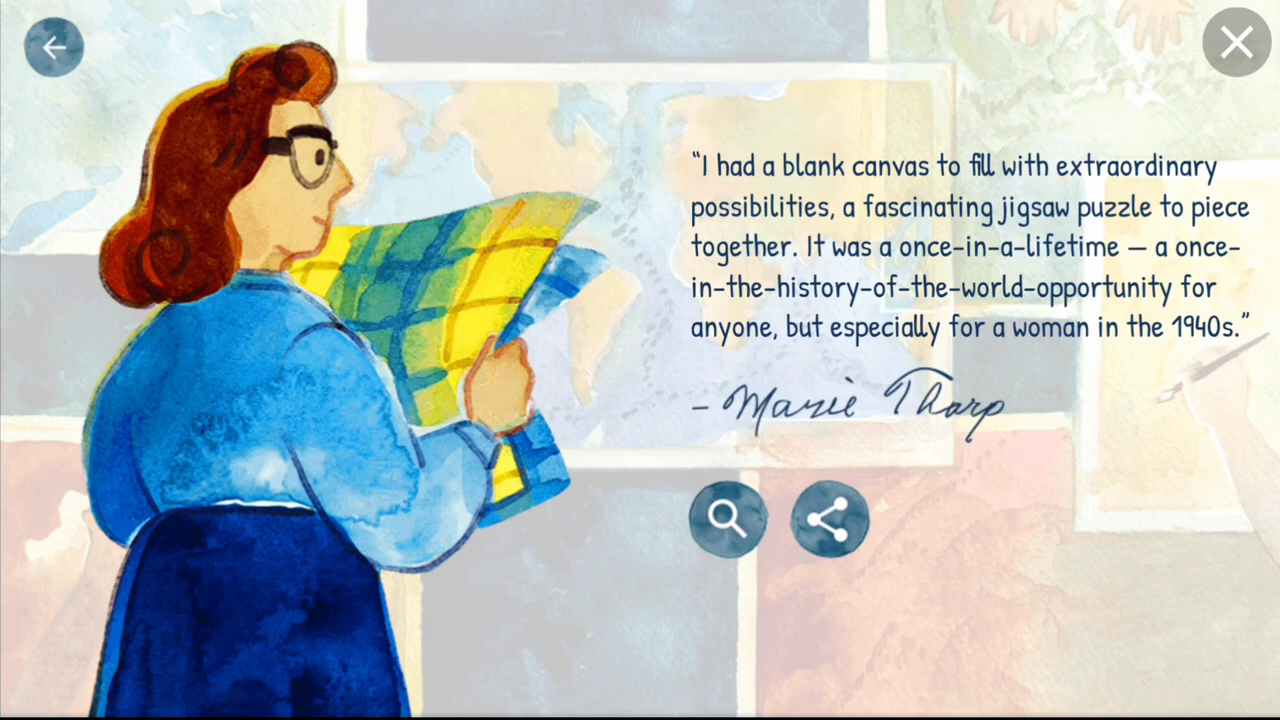 “I had a blank canvas to fill with extraordinary
possibilities, a fascinating jigsaw puzzle to piece
together. It was a once-in-a-lifetime — a once-
in-the-history-of-the-world-opportunity for
anyone, but especially for a woman in the 1940s.”
– Marie Tharp